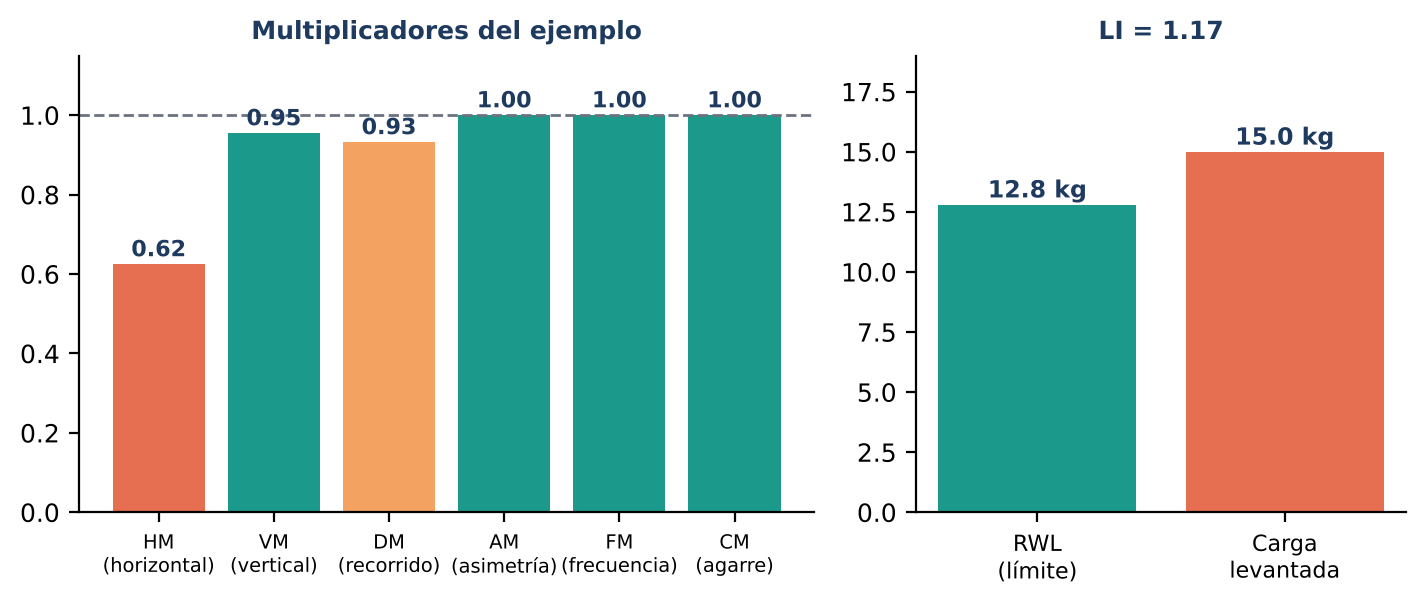 Multiplicadores del ejemplo
1.0
0.8
0.6
0.4
0.2
0.0
0.62
0.95
0.93
1.00
1.00
1.00
HM
(horizontal)
VM
(vertical)
DM
(recorrido)
AM
(asimetría)
FM
(frecuencia)
CM
(agarre)
LI = 1.17
17.5
15.0
12.5
10.0
7.5
5.0
2.5
0.0
12.8 kg
15.0 kg
RWL
(límite)
Carga
levantada